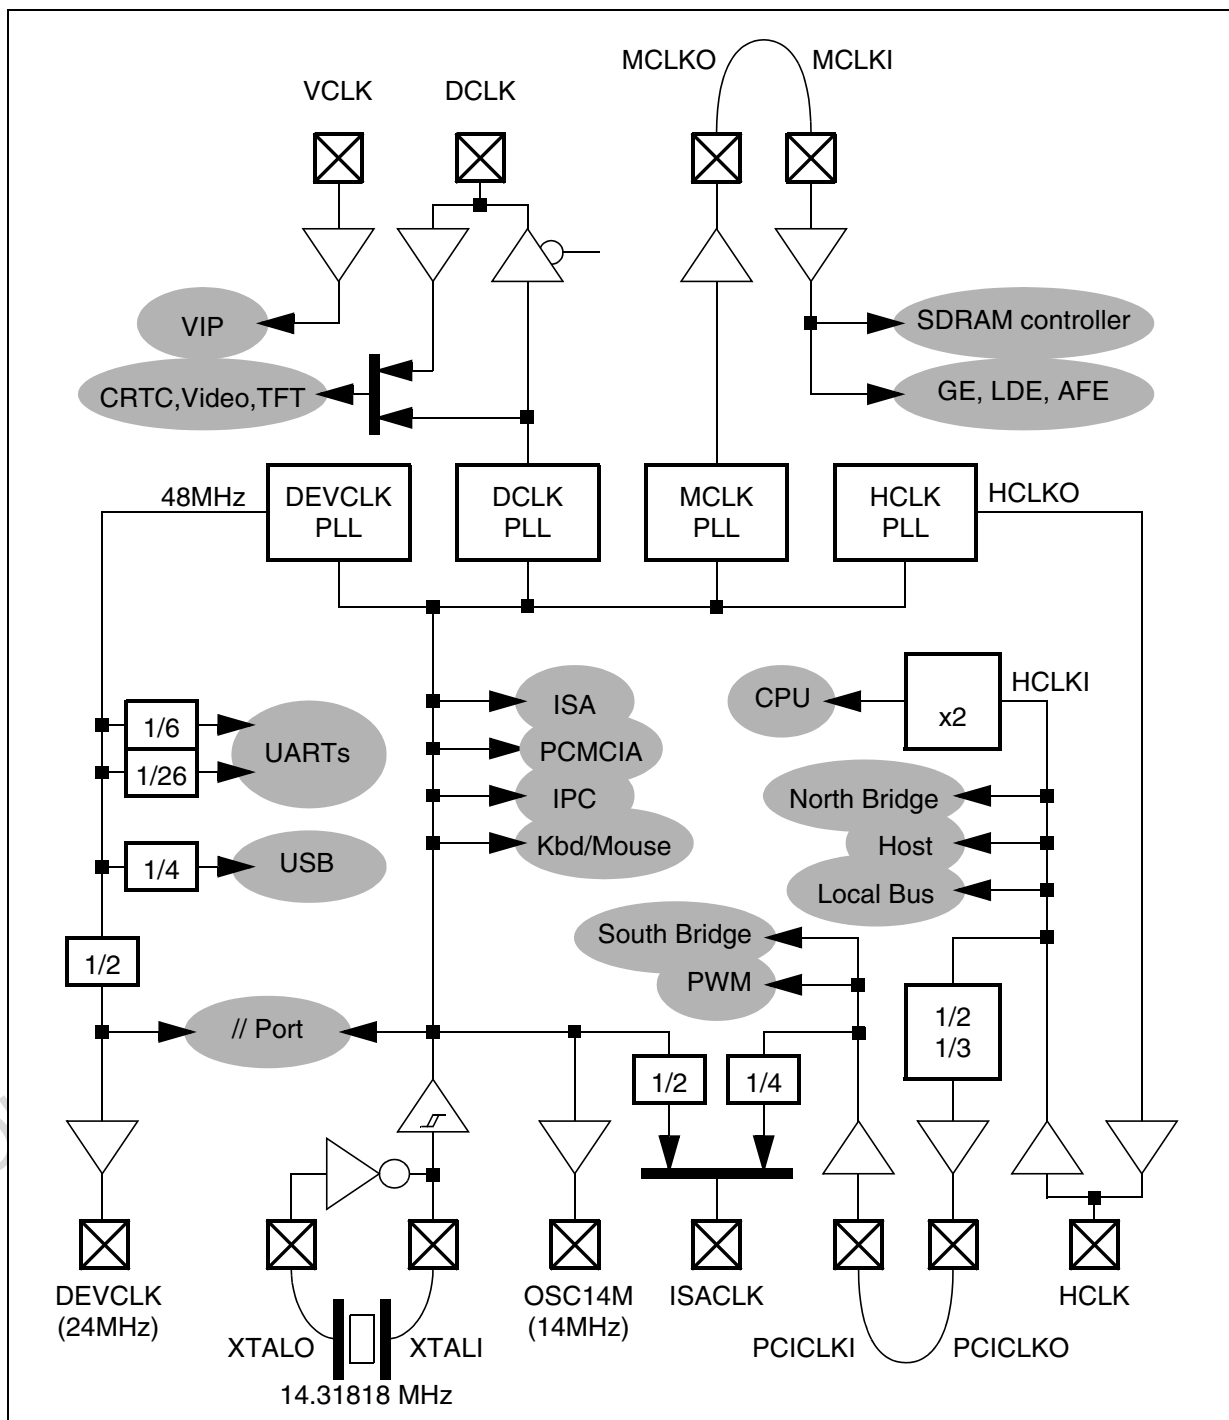 MCLKO
MCLKI
VCLK
DCLK
VIP
SDRAM controller
CRTC,Video,TFT
GE, LDE, AFE
48MHz
DEVCLK
PLL
DCLK
PLL
MCLK
PLL
HCLK
PLL
HCLKO
ISA
CPU
x2
HCLKI
1/6
UARTs
PCMCIA
1/26
IPC
North Bridge
Kbd/Mouse
Host
1/4
USB
Local Bus
South Bridge
1/2
PWM
1/2
1/3
// Port
1/2
1/4
DEVCLK
(24MHz)
OSC14M
(14MHz)
ISACLK
HCLK
XTALO
XTALI
PCICLKI
PCICLKO
14.31818 MHz